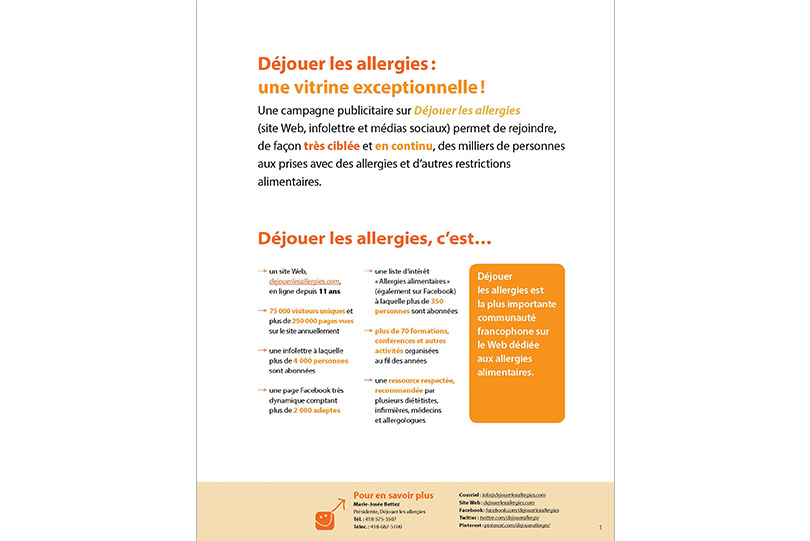 Déjouer les allergies :
une vitrine exceptionnelle !
Une campagne publicitaire sur Déjouer les allergies
(site Web, infolettre et médias sociaux) permet de rejoindre,
de façon très ciblée et en continu, des milliers de personnes
aux prises avec des allergies et d'autres restrictions
alimentaires.
Déjouer les allergies, c'est…
→ un site Web,
dejouerlesallergies.com,
en ligne depuis 11 ans
→ 75 000 visiteurs uniques et
plus de 250 000 pages vues
sur le site annuellement
→ une infolettre à laquelle
plus de 4 000 personnes
sont abonnées
→ une page Facebook très
dynamique comptant
plus de 2 000 adeptes
→ une liste d'intérêt
« Allergies alimentaires »
(également sur Facebook)
à laquelle plus de 350
personnes sont abonnées
→ plus de 70 formations,
conférences et autres
activités organisées
au fil des années
→ une ressource respectée,
recommandée par
plusieurs diététistes,
infirmières, médecins
et allergologues
Déjouer
les allergies est
la plus importante
communauté
francophone sur
le Web dédiée
aux allergies
alimentaires.
Pour en savoir plus
Marie-Josée Bettez
Présidente, Déjouer les allergies
Tél. : 418-575-3587
Téléc. : 418-687-5100
Courriel : info@dejouerlesallergies.com
Site Web : dejouerlesallergies.com
Facebook : facebook.com/dejouerlesallergies
Twitter : twitter.com/dejouerallergie
Pinterest : pinterest.com/dejouerallergie/
1